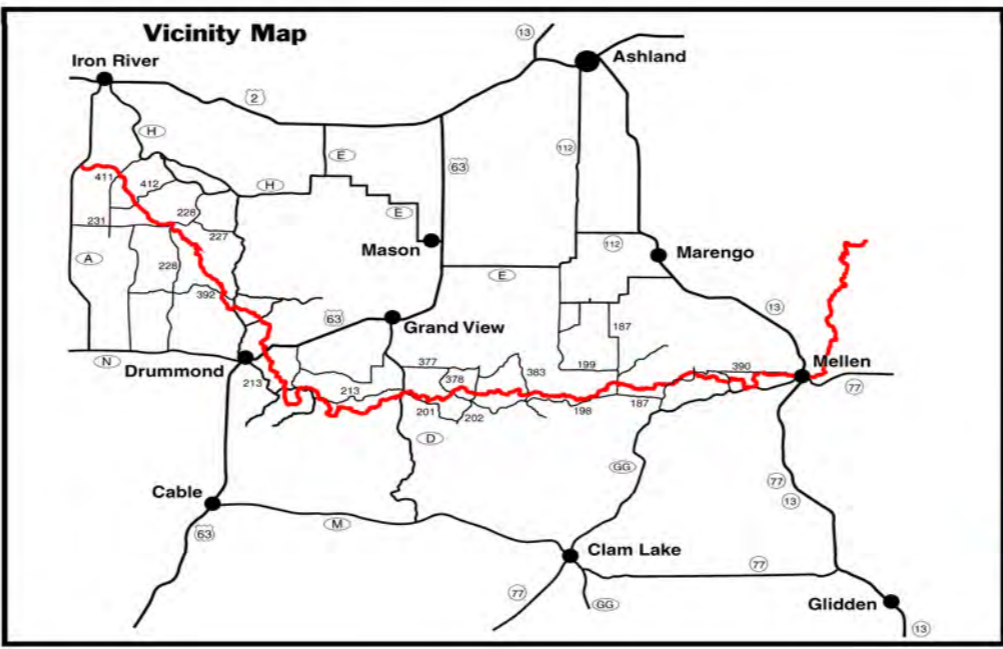 Vicinity Map
13
Ashland
Iron River
2
H
112
E
63
411
412
H
228
E
231
227
Mason
112
Marengo
A
228
E
392
13
63
Grand View
187
N
Drummond
377
199
390
Mellen
213
213
378
383
77
201
202
198
187
D
GG
Cable
77
13
M
63
Clam Lake
77
77
GG
Glidden
13